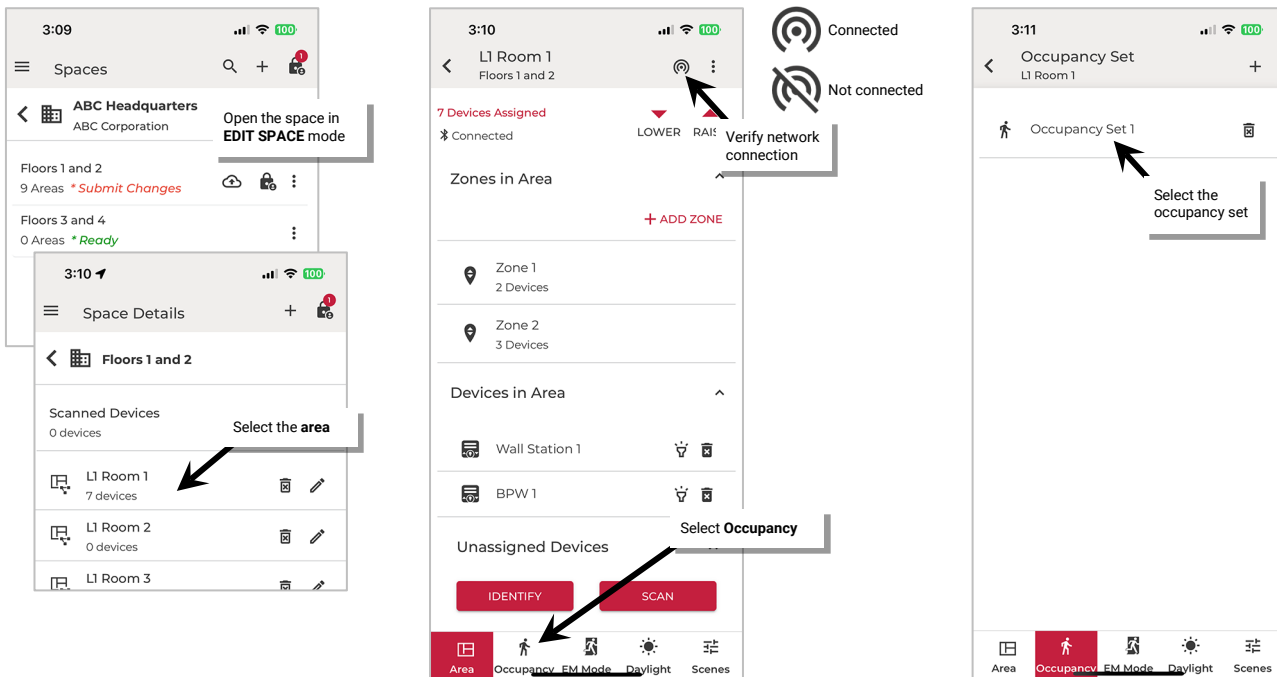 3:09
100
Spaces
1
ABC Headquarters
ABC Corporation
Open the space in
EDIT SPACE mode
Floors 1 and 2
9 Areas * Submit Changes
Floors 3 and 4
0 Areas * Ready
3:10
100
Space Details
1
Floors 1 and 2
Scanned Devices
0 devices
Select the area
L1 Room 1
7 devices
L1 Room 2
0 devices
L1 Room 3
3:10
100
L1 Room 1
Floors 1 and 2
Connected
Not connected
7 Devices Assigned
Connected
LOWER
Verify network
connection
Zones in Area
+ ADD ZONE
Zone 1
2 Devices
Zone 2
3 Devices
Devices in Area
Wall Station 1
BPW 1
Select Occupancy
Unassigned Devices
IDENTIFY
SCAN
Area
Occupancy
EM Mode
Daylight
Scenes
3:11
100
Occupancy Set
L1 Room 1
Occupancy Set 1
Select the
occupancy set
Area
Occupancy
EM Mode
Daylight
Scenes